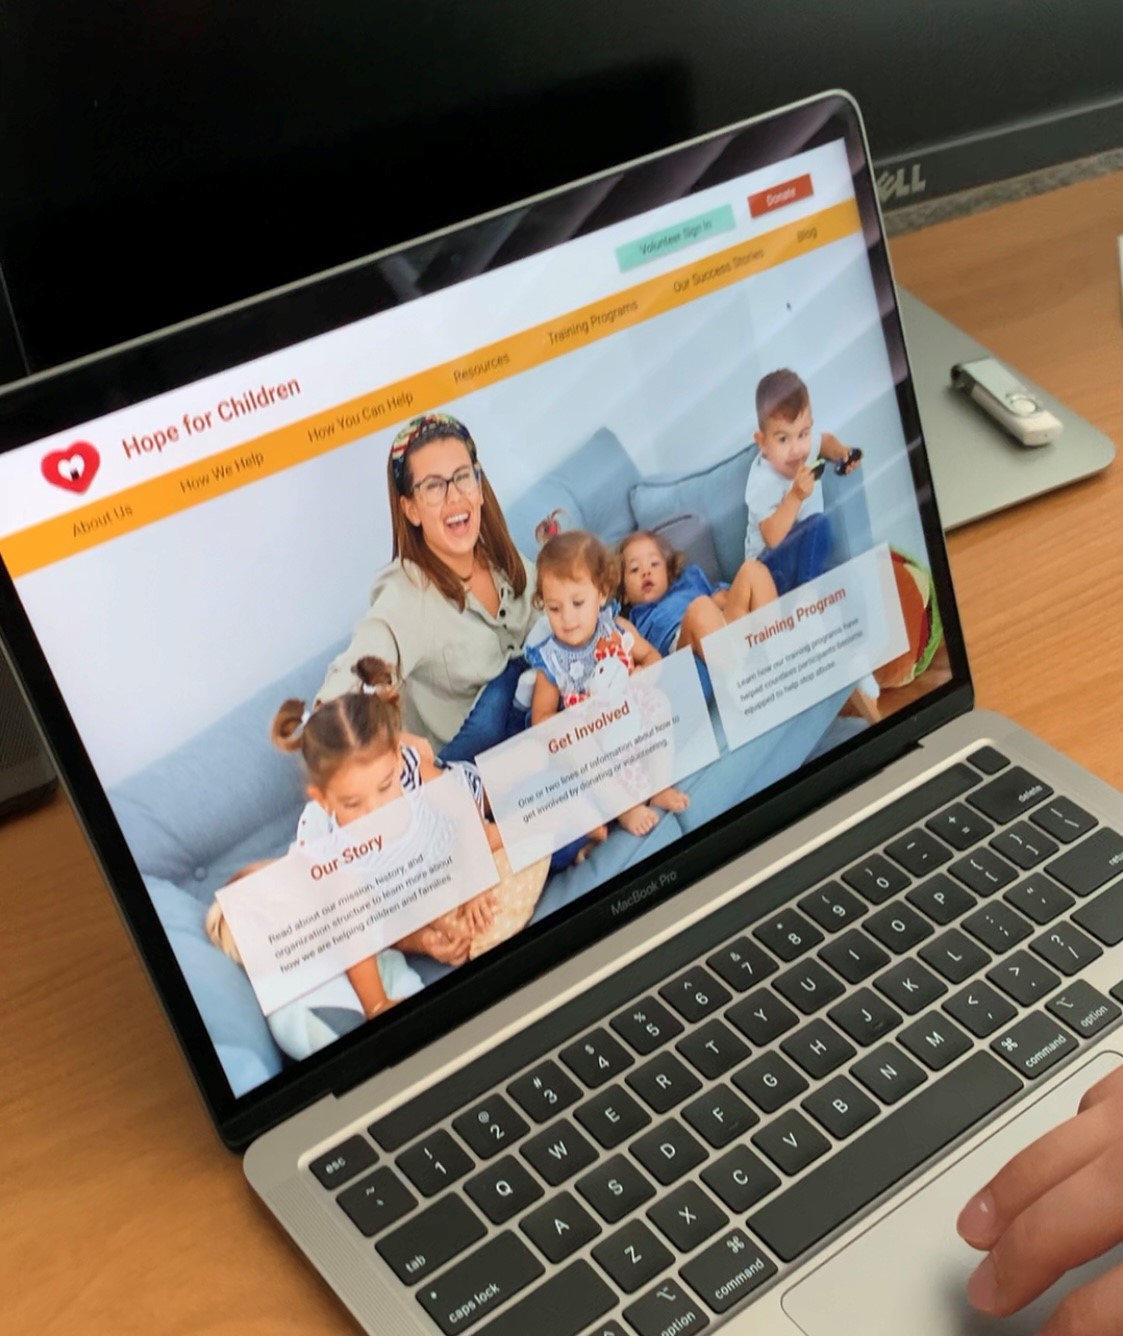 DELL
Volunteer Sign In
Donate
Hope for Children
About Us
How We Help
How You Can Help
Resources
Training Programs
Our Success Stories
Blog
Our Story
Read about our mission, history, and
organization structure to learn more about
how we are helping children and families.
Get Involved
One or two lines of information about how to
get involved by donating or volunteering.
Training Program
Learn how our training programs have
helped countless participants become
equipped to help stop abuse.
MacBook Pro
esc
~ `
! 1
@ 2
# 3
$ 4
% 5
^ 6
& 7
* 8
( 9
) 0
_ -
+ =
delete
tab
Q W E R T Y U I O P { [ } ] | \
caps lock
A S D F G H J K L : ; " '
Z X C V B N M < , > . ? /
option
⌘ command
⌘ command
⌥ option